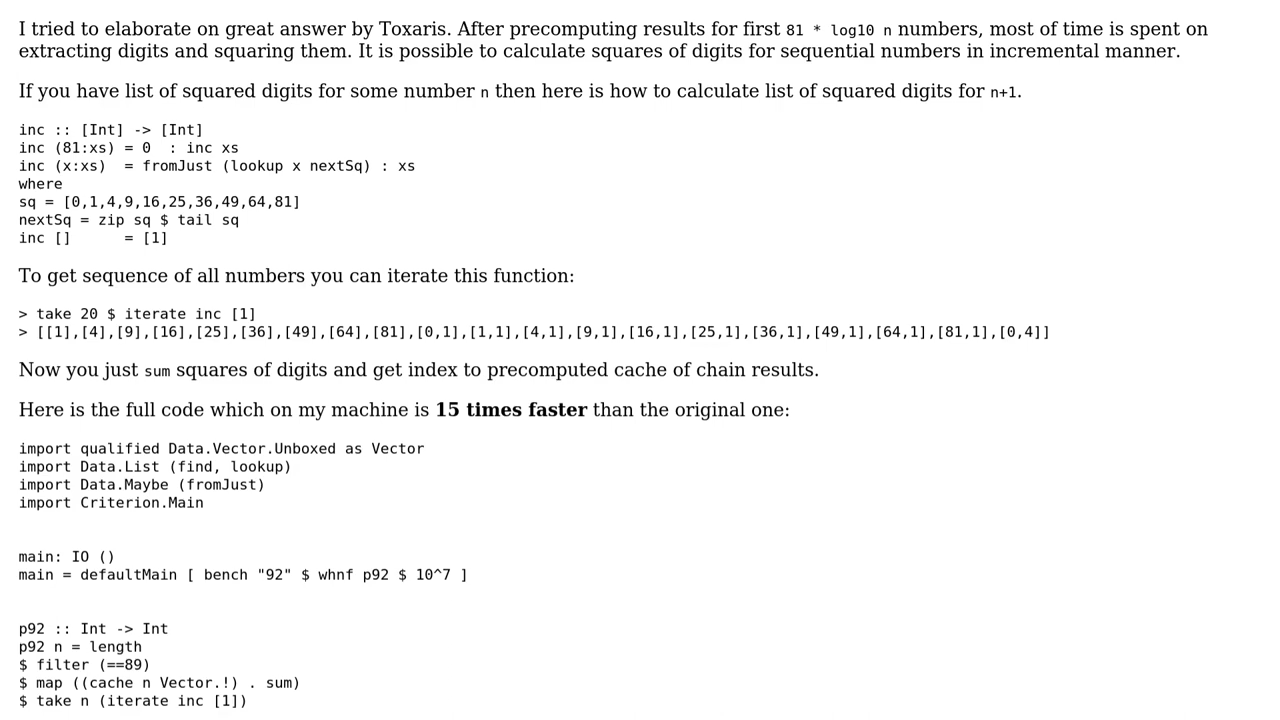 I tried to elaborate on great answer by Toxaris. After precomputing results for first 81 * log10 n numbers, most of time is spent on
extracting digits and squaring them. It is possible to calculate squares of digits for sequential numbers in incremental manner.
If you have list of squared digits for some number n then here is how to calculate list of squared digits for n+1.
inc :: [Int] -> [Int]
inc (81:xs) = 0  : inc xs
inc (x:xs)  = fromJust (lookup x nextSq) : xs
where
sq = [0,1,4,9,16,25,36,49,64,81]
nextSq = zip sq $ tail sq
inc []      = [1]
To get sequence of all numbers you can iterate this function:
> take 20 $ iterate inc [1]
> [[1],[4],[9],[16],[25],[36],[49],[64],[81],[0,1],[1,1],[4,1],[9,1],[16,1],[25,1],[36,1],[49,1],[64,1],[81,1],[0,4]]
Now you just sum squares of digits and get index to precomputed cache of chain results.
Here is the full code which on my machine is 15 times faster than the original one:
import qualified Data.Vector.Unboxed as Vector
import Data.List (find, lookup)
import Data.Maybe (fromJust)
import Criterion.Main
main: IO ()
main = defaultMain [ bench "92" $ whnf p92 $ 10^7 ]
p92 :: Int -> Int
p92 n = length
$ filter (==89)
$ map ((cache n Vector.!) . sum)
$ take n (iterate inc [1])